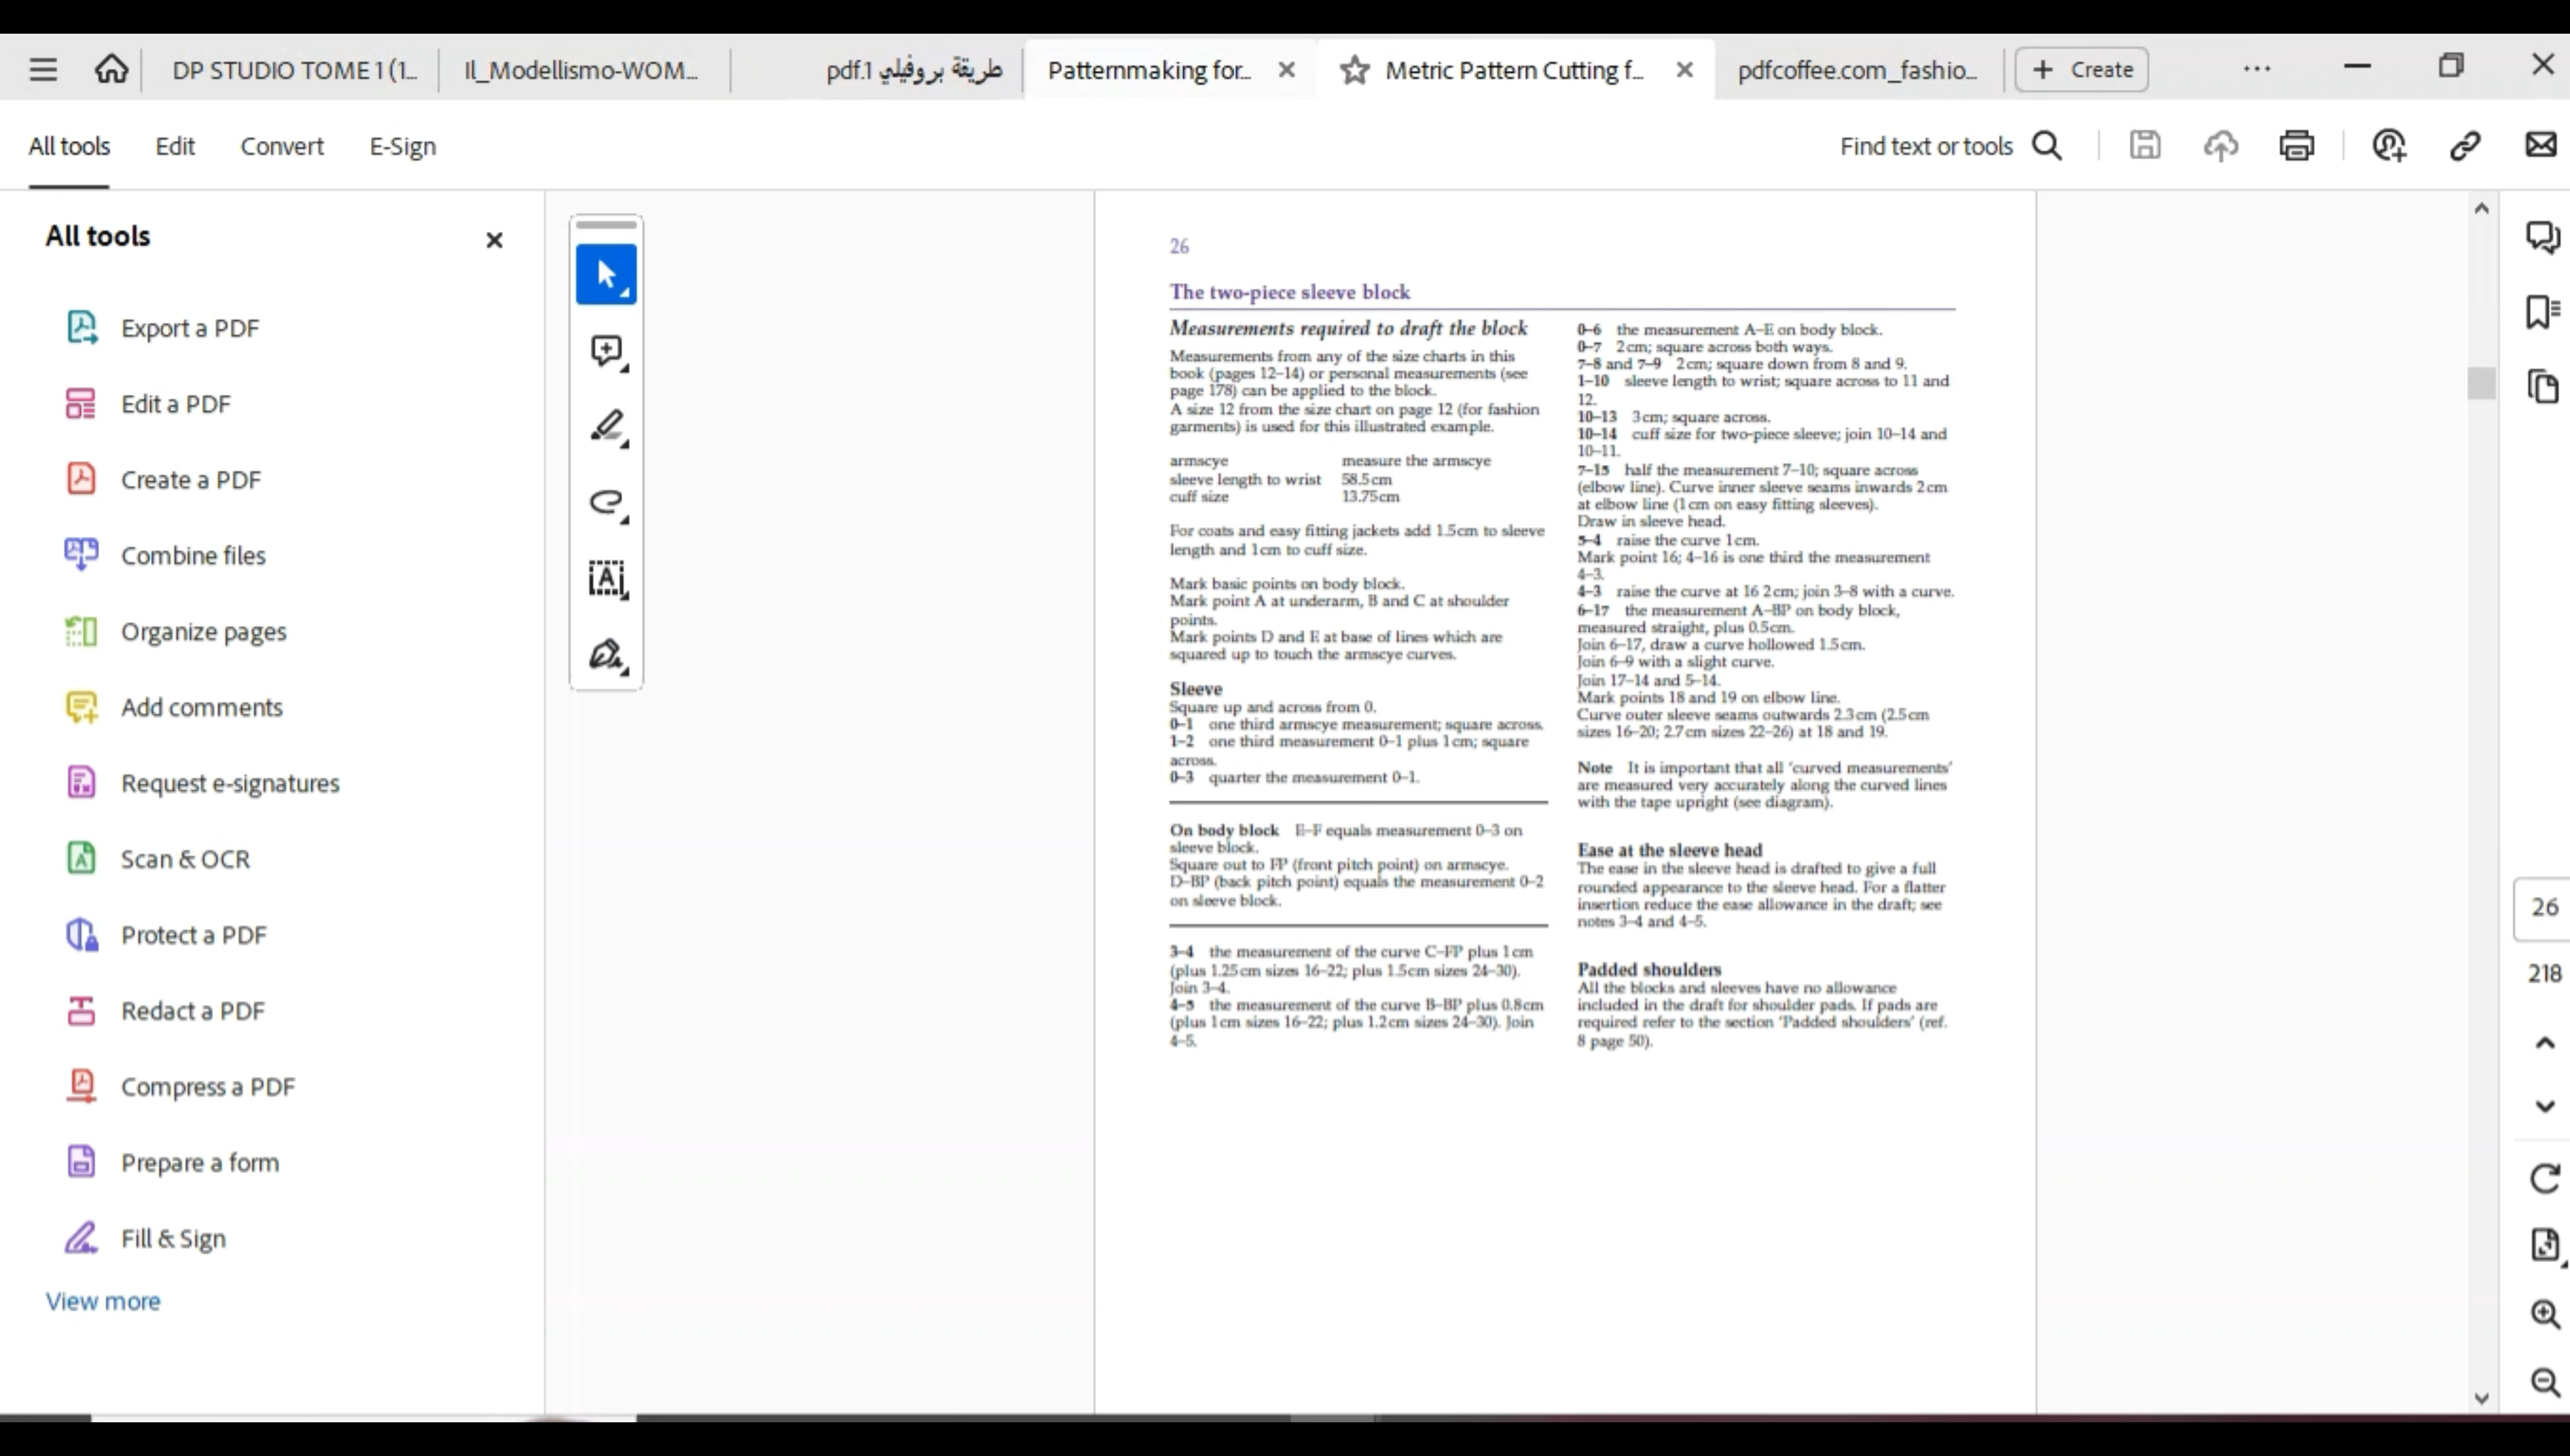 DP STUDIO TOME 1 (1...
Il_Modellismo-WOM...
طريقة بروفيلي 1.pdf
Patternmaking for...
Metric Pattern Cutting f...
pdfcoffee.com_fashio...
Create
All tools
Edit
Convert
E-Sign
Find text or tools
All tools
Export a PDF
Edit a PDF
Create a PDF
Combine files
Organize pages
Add comments
Request e-signatures
Scan & OCR
Protect a PDF
Redact a PDF
Compress a PDF
Prepare a form
Fill & Sign
View more
26
The two-piece sleeve block
Measurements required to draft the block
Measurements from any of the size charts in this
book (pages 12–14) or personal measurements (see
page 178) can be applied to the block.
A size 12 from the size chart on page 12 (for fashion
garments) is used for this illustrated example.
armscye measure the armscye
sleeve length to wrist 58.5cm
cuff size 13.75cm
For coats and easy fitting jackets add 1.5cm to sleeve
length and 1cm to cuff size.
Mark basic points on body block.
Mark point A at underarm, B and C at shoulder
points.
Mark points D and E at base of lines which are
squared up to touch the armscye curves.
Sleeve
Square up and across from 0.
0–1 one third armscye measurement; square across.
1–2 one third measurement 0–1 plus 1cm; square
across.
0–3 quarter the measurement 0–1.
On body block E–F equals measurement 0–3 on
sleeve block.
Square out to FP (front pitch point) on armscye.
D–BP (back pitch point) equals the measurement 0–2
on sleeve block.
3–4 the measurement of the curve C–FP plus 1cm
(plus 1.25cm sizes 16–22; plus 1.5cm sizes 24–30).
Join 3–4.
4–5 the measurement of the curve B–BP plus 0.8cm
(plus 1cm sizes 16–22; plus 1.2cm sizes 24–30). Join
4–5.
0–6 the measurement A–E on body block.
0–7 2cm; square across both ways.
7–8 and 7–9 2cm; square down from 8 and 9.
1–10 sleeve length to wrist; square across to 11 and
12.
10–13 3cm; square across.
10–14 cuff size for two-piece sleeve; join 10–14 and
10–11.
7–15 half the measurement 7–10; square across
(elbow line). Curve inner sleeve seams inwards 2cm
at elbow line (1cm on easy fitting sleeves).
Draw in sleeve head.
5–4 raise the curve 1cm.
Mark point 16; 4–16 is one third the measurement
4–3.
4–3 raise the curve at 16 2cm; join 3–8 with a curve.
6–17 the measurement A–BP on body block,
measured straight, plus 0.5cm.
Join 6–17, draw a curve hollowed 1.5cm.
Join 6–9 with a slight curve.
Join 17–14 and 5–14.
Mark points 18 and 19 on elbow line.
Curve outer sleeve seams outwards 2.3cm (2.5cm
sizes 16–20; 2.7cm sizes 22–26) at 18 and 19.
Note It is important that all 'curved measurements'
are measured very accurately along the curved lines
with the tape upright (see diagram).
Ease at the sleeve head
The ease in the sleeve head is drafted to give a full
rounded appearance to the sleeve head. For a flatter
insertion reduce the ease allowance in the draft; see
notes 3–4 and 4–5.
Padded shoulders
All the blocks and sleeves have no allowance
included in the draft for shoulder pads. If pads are
required refer to the section 'Padded shoulders' (ref.
8 page 50).
26
218